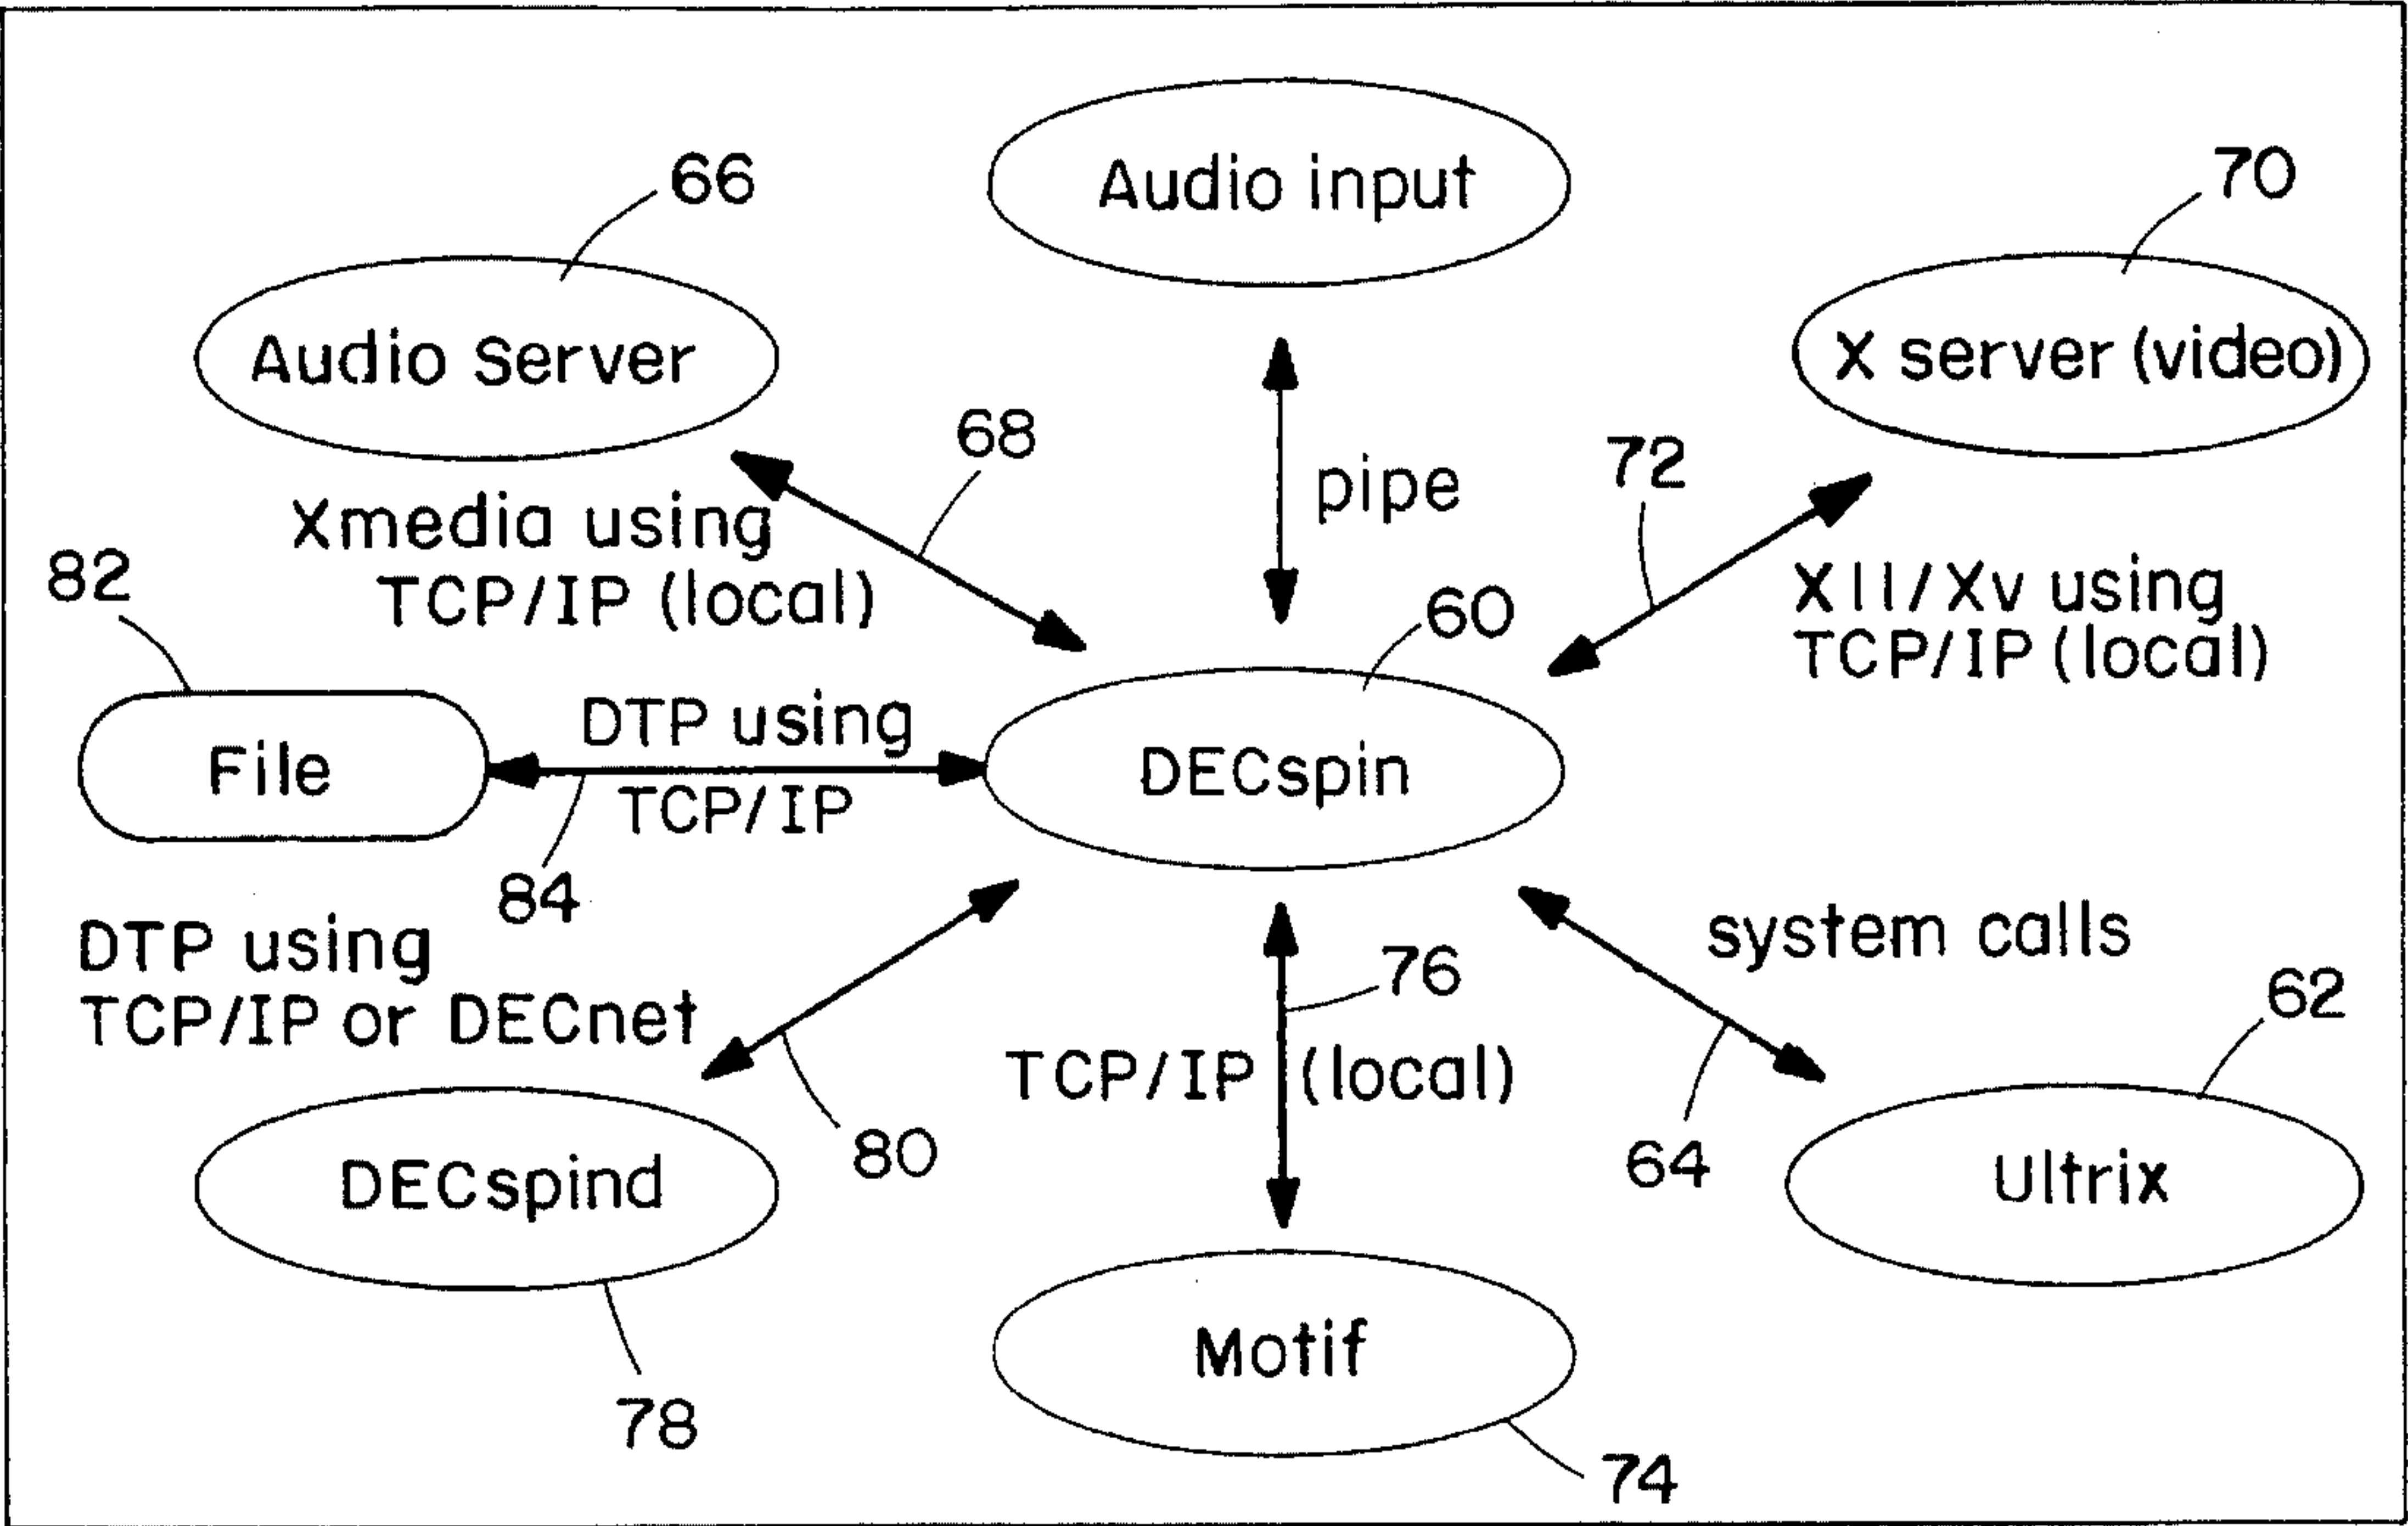 Audio input
66
70
Audio Server
X server (video)
68
72
pipe
Xmedia using
TCP/IP (local)
82
60
X11/Xv using
TCP/IP (local)
DTP using
TCP/IP
File
DECspin
84
DTP using
TCP/IP or DECnet
system calls
76
62
TCP/IP (local)
80
64
DECspind
Ultrix
Motif
78
74